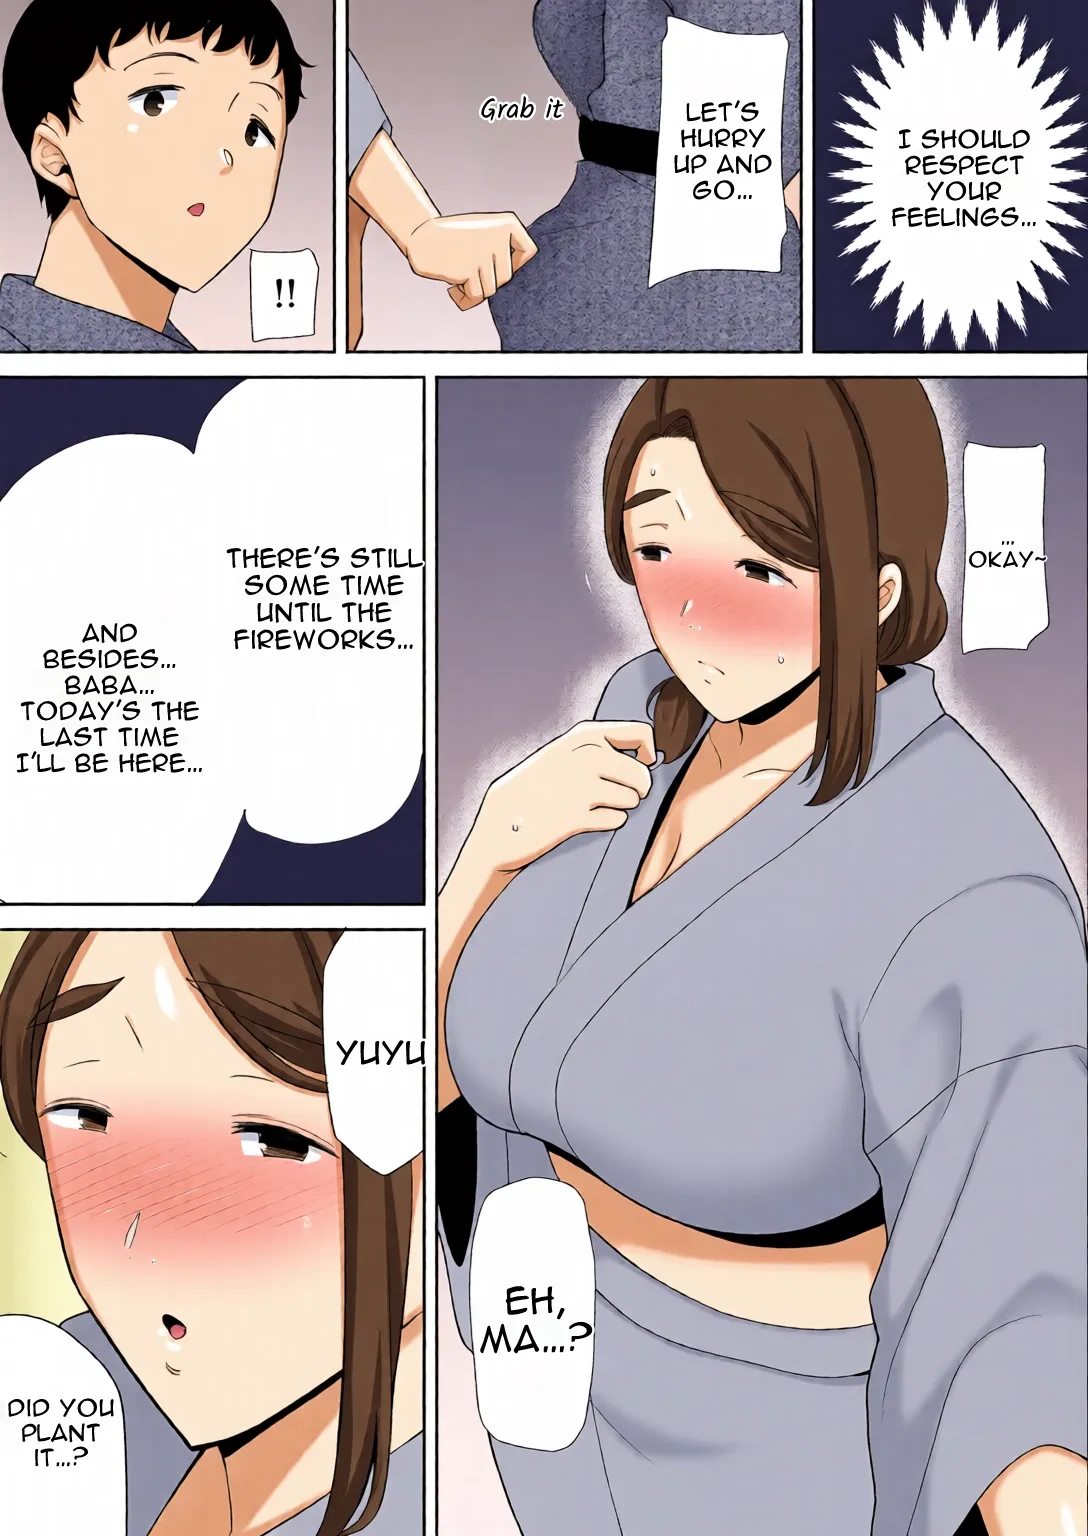 I SHOULD
RESPECT
YOUR
FEELINGS...
LET'S
HURRY
UP AND
GO...
Grab it
!!
...
OKAY~
EH,
MA...?
THERE'S STILL
SOME TIME
UNTIL THE
FIREWORKS...
AND
BESIDES...
BABA...
TODAY'S THE
LAST TIME
I'LL BE HERE...
YUYU
DID YOU
PLANT
IT...?